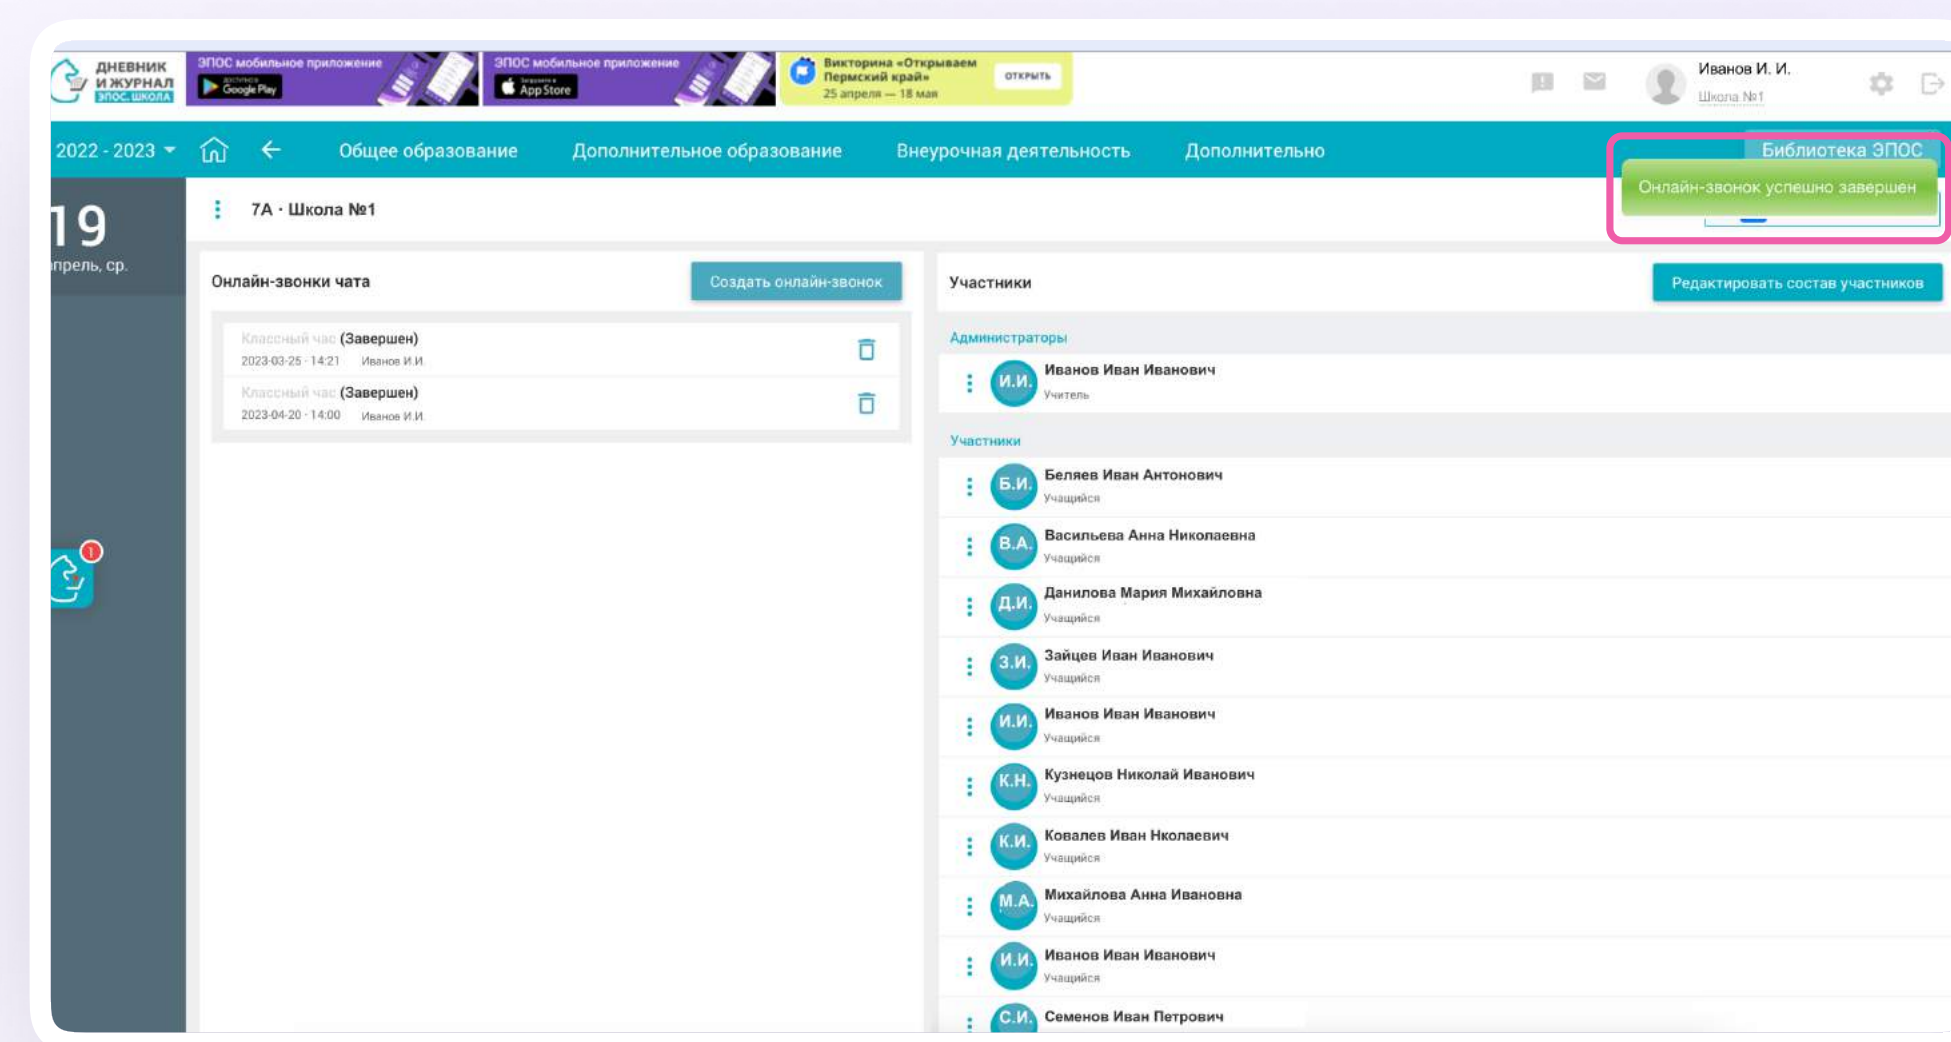 ДНЕВНИК
И ЖУРНАЛ
ЭПОС.ШКОЛА
ЭПОС мобильное приложение
Google Play
ЭПОС мобильное приложение
App Store
Викторина «Открываем
Пермский край»
25 апреля — 18 мая
ОТКРЫТЬ
Иванов И. И.
Школа №1
2022 - 2023
Общее образование
Дополнительное образование
Внеурочная деятельность
Дополнительно
Библиотека ЭПОС
Онлайн-звонок успешно завершен
19
прель, ср.
7А · Школа №1
Онлайн-звонки чата
Создать онлайн-звонок
Классный час (Завершен)
2023-03-25 · 14:21 Иванов И.И.
Классный час (Завершен)
2023-04-20 · 14:00 Иванов И.И.
1
Участники
Редактировать состав участников
Администраторы
И.И.
Иванов Иван Иванович
Учитель
Участники
Б.И.
Беляев Иван Антонович
Учащийся
В.А.
Васильева Анна Николаевна
Учащийся
Д.И.
Данилова Мария Михайловна
Учащийся
З.И.
Зайцев Иван Иванович
Учащийся
И.И.
Иванов Иван Иванович
Учащийся
К.Н.
Кузнецов Николай Иванович
Учащийся
К.И.
Ковалев Иван Нколаевич
Учащийся
М.А.
Михайлова Анна Ивановна
Учащийся
И.И.
Иванов Иван Иванович
Учащийся
С.И.
Семенов Иван Петрович